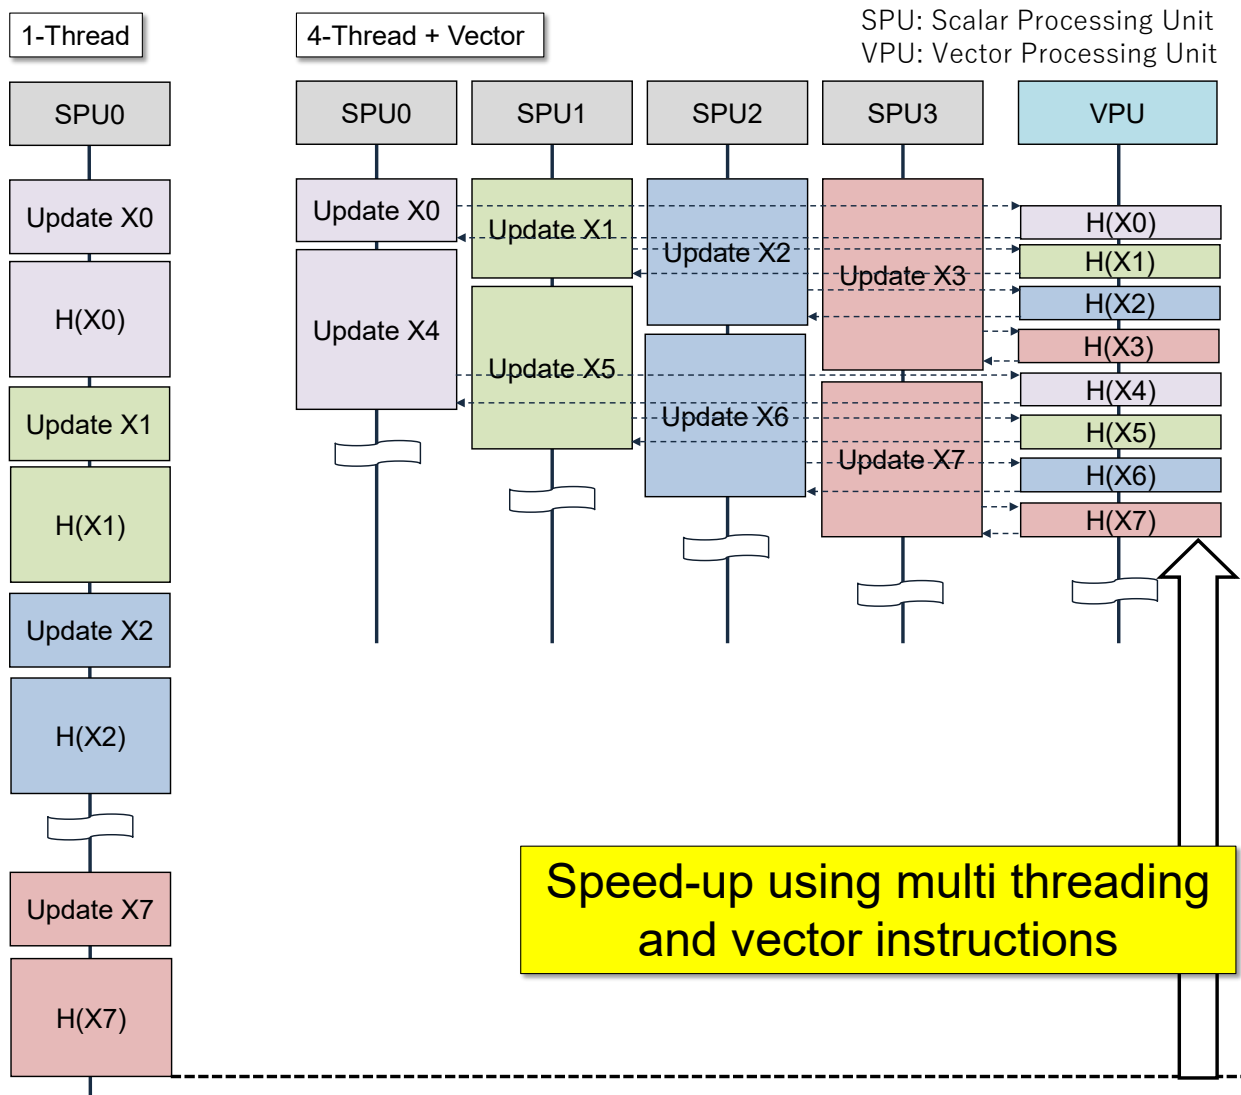 1-Thread
4-Thread + Vector
SPU: Scalar Processing Unit
VPU: Vector Processing Unit
SPU0
SPU0
SPU1
SPU2
SPU3
VPU
Update X0
H(X0)
Update X1
H(X1)
Update X2
H(X2)
Update X7
H(X7)
Update X0
Update X4
Update X1
Update X5
Update X2
Update X6
Update X3
Update X7
H(X0)
H(X1)
H(X2)
H(X3)
H(X4)
H(X5)
H(X6)
H(X7)
Speed-up using multi threading
and vector instructions